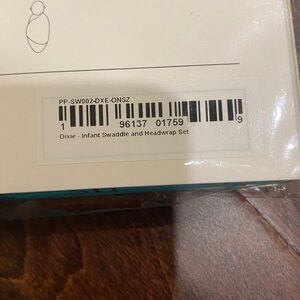 PP-SW002-DXE-ONSZ
1 96137 01759 9
Dixie - Infant Swaddle and Headwrap Set